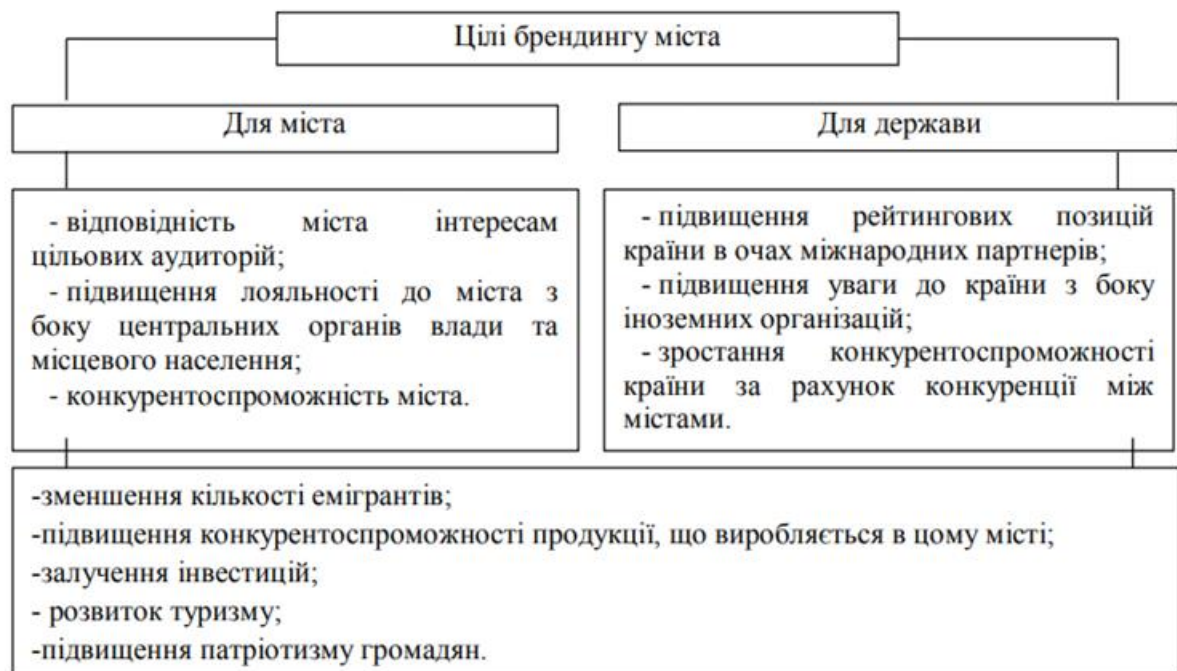 Цілі брендингу міста
Для міста
Для держави
- відповідність міста інтересам
цільових аудиторій;
- підвищення лояльності до міста з
боку центральних органів влади та
місцевого населення;
- конкурентоспроможність міста.
- підвищення рейтингових позицій
країни в очах міжнародних партнерів;
- підвищення уваги до країни з боку
іноземних організацій;
- зростання конкурентоспроможності
країни за рахунок конкуренції між
містами.
-зменшення кількості емігрантів;
-підвищення конкурентоспроможності продукції, що виробляється в цому місті;
-залучення інвестицій;
- розвиток туризму;
-підвищення патріотизму громадян.